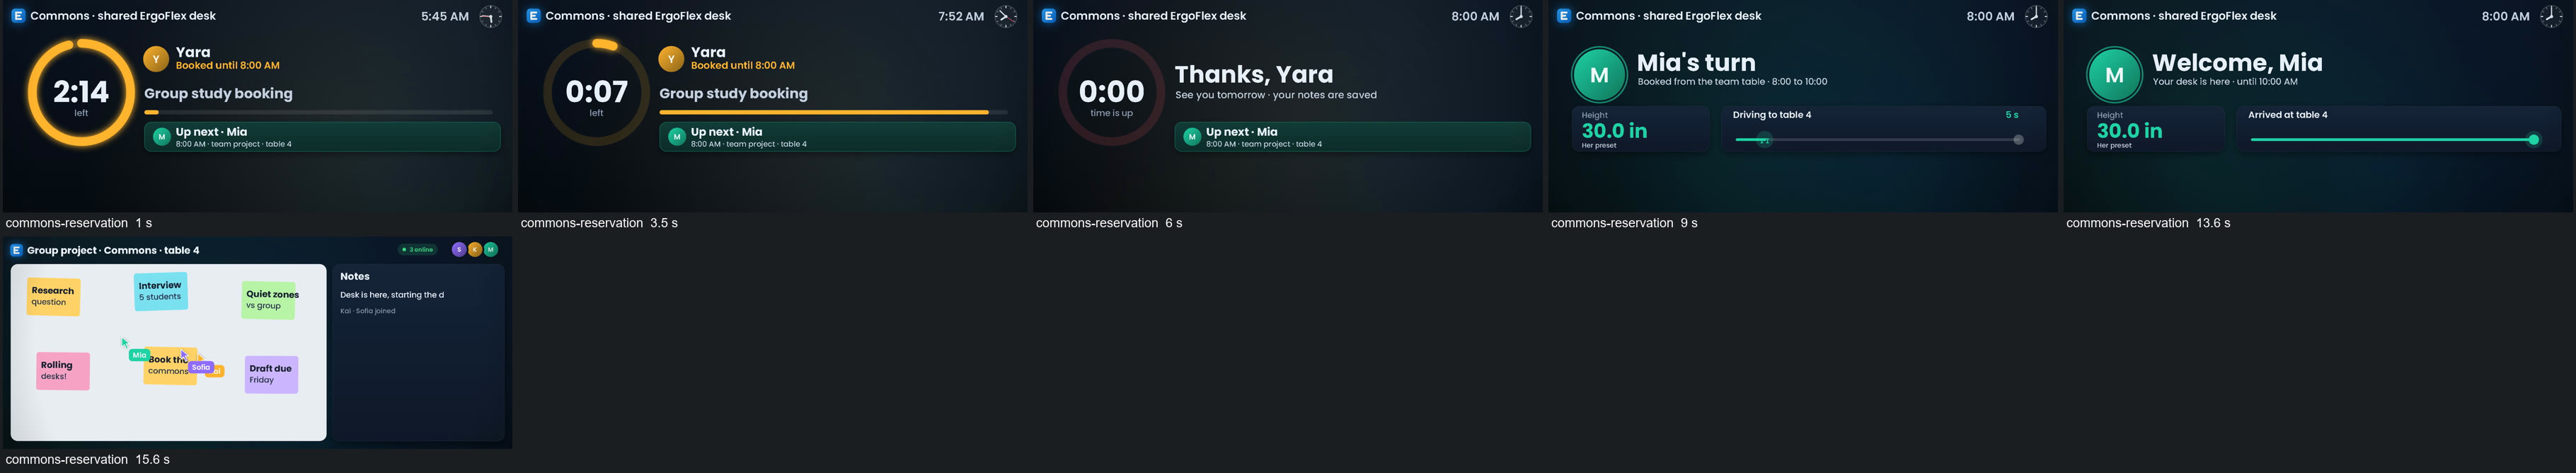 E Commons · shared ErgoFlex desk
5:45 AM
2:14
left
Y
Yara
Booked until 8:00 AM
Group study booking
M
Up next · Mia
8:00 AM · team project · table 4
commons-reservation 1 s
E Commons · shared ErgoFlex desk
7:52 AM
0:07
left
Y
Yara
Booked until 8:00 AM
Group study booking
M
Up next · Mia
8:00 AM · team project · table 4
commons-reservation 3.5 s
E Commons · shared ErgoFlex desk
8:00 AM
0:00
time is up
Thanks, Yara
See you tomorrow · your notes are saved
M
Up next · Mia
8:00 AM · team project · table 4
commons-reservation 6 s
E Commons · shared ErgoFlex desk
8:00 AM
M
Mia's turn
Booked from the team table · 8:00 to 10:00
Height
30.0 in
Her preset
Driving to table 4
5 s
commons-reservation 9 s
E Commons · shared ErgoFlex desk
8:00 AM
M
Welcome, Mia
Your desk is here · until 10:00 AM
Height
30.0 in
Her preset
Arrived at table 4
commons-reservation 13.6 s
E Group project · Commons · table 4
3 online
S K M
Research
question
Interview
5 students
Quiet zones
vs group
Rolling
desks!
Mia
Book the
commons
Sofia
Draft due
Friday
Notes
Desk is here, starting the d
Kai · Sofia joined
commons-reservation 15.6 s